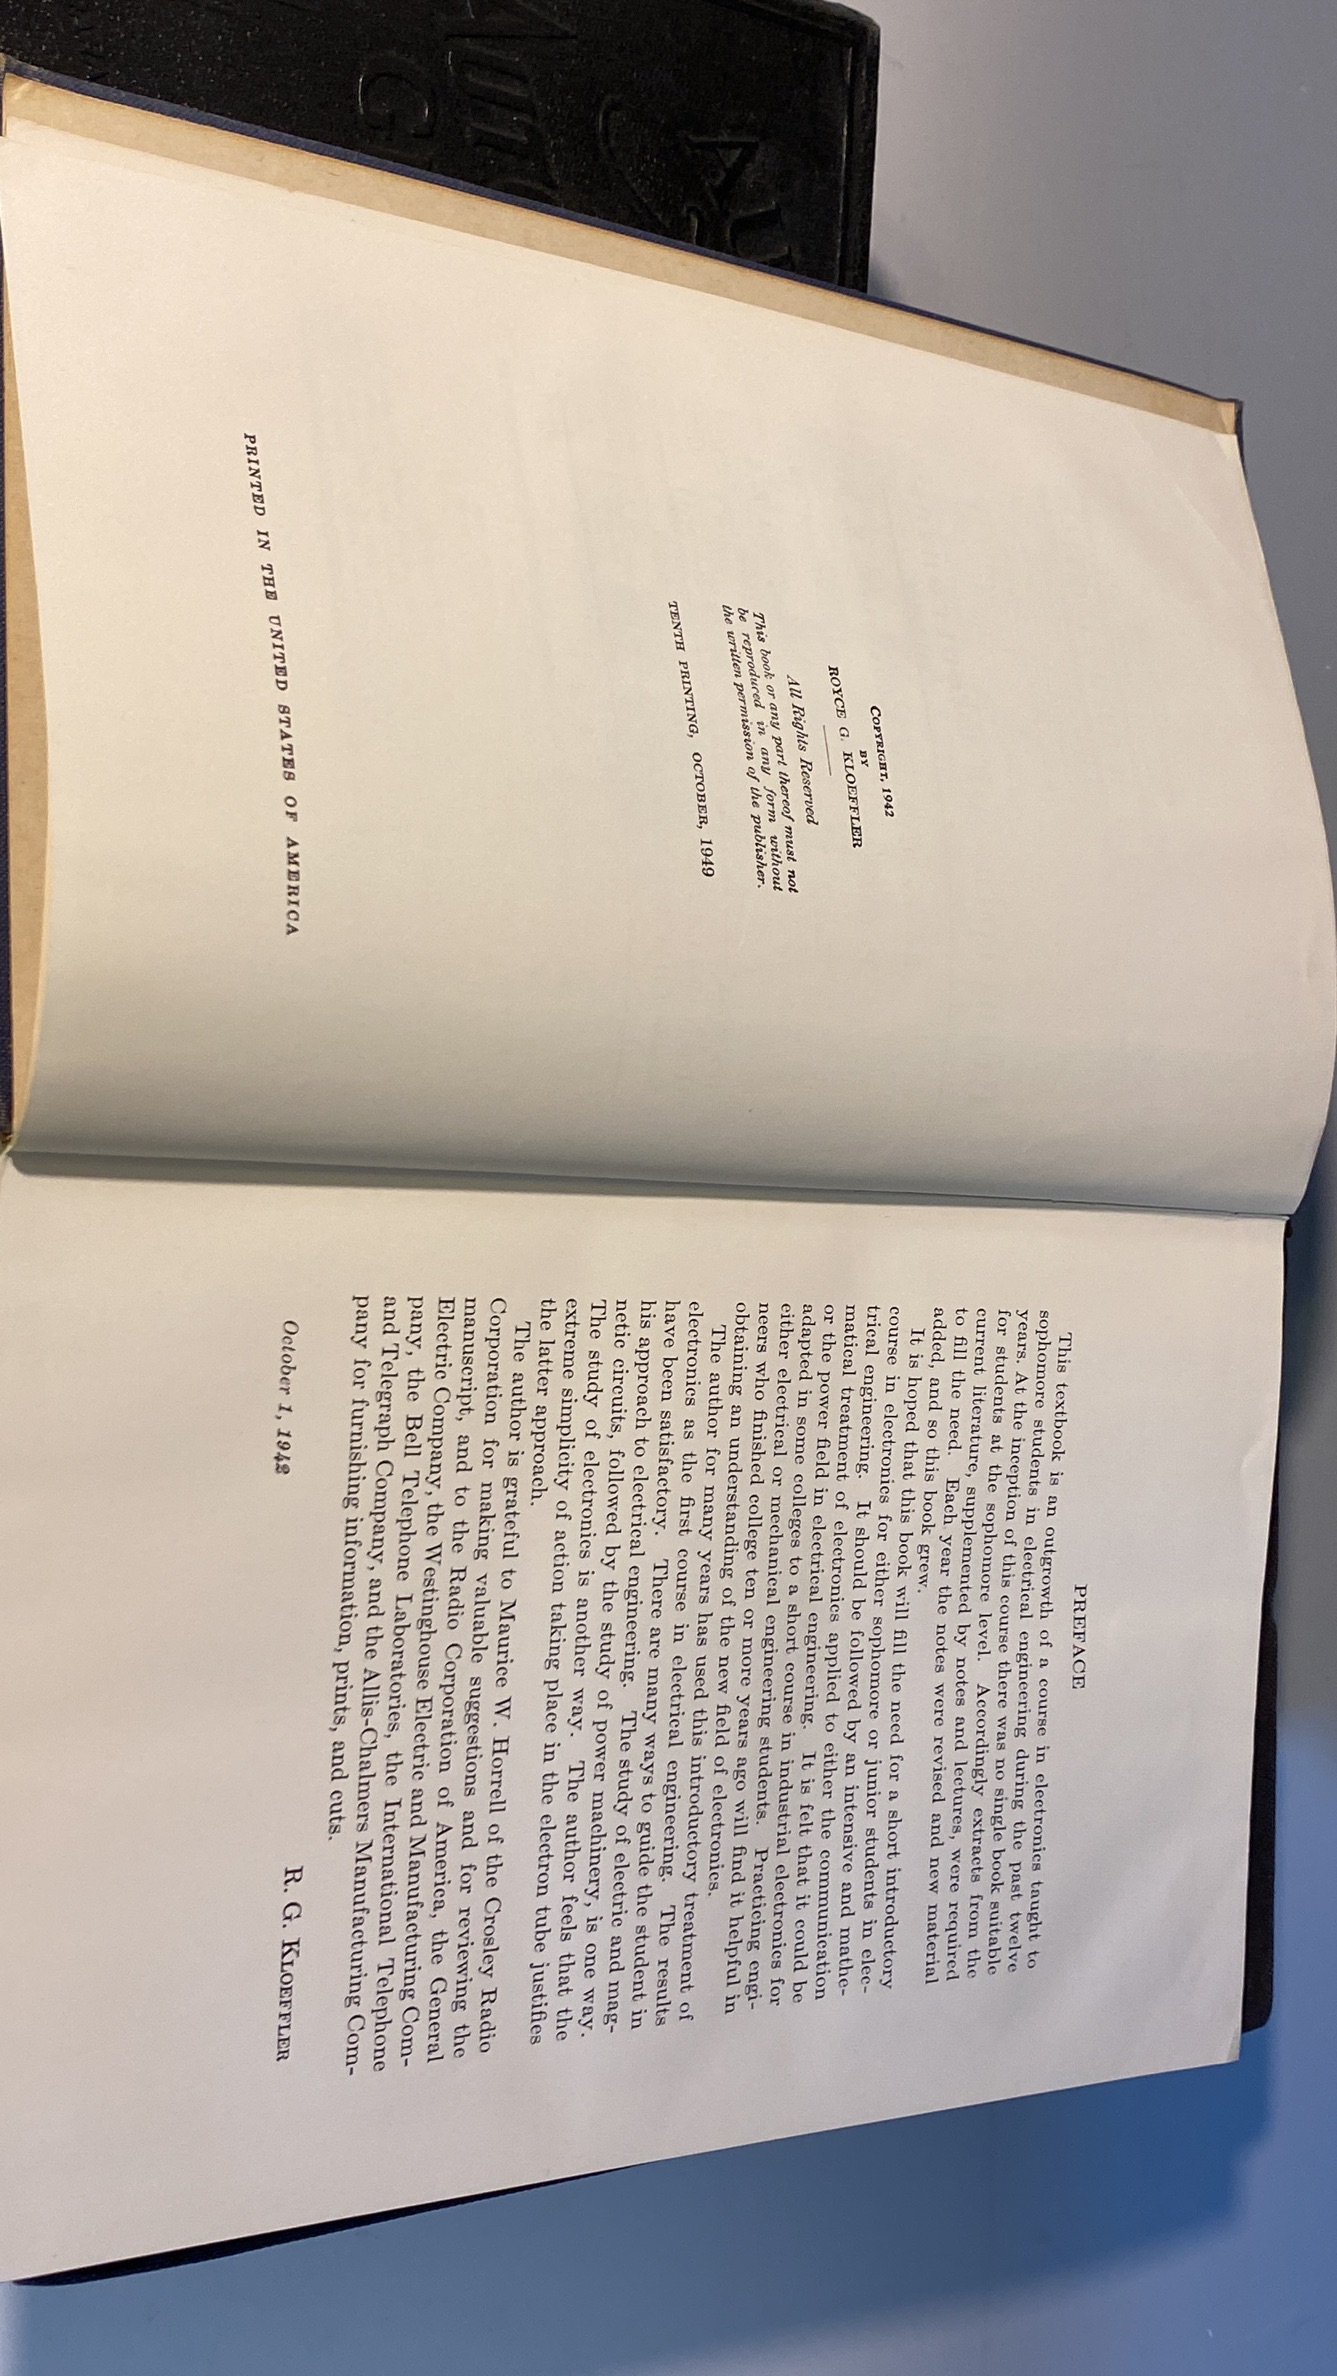 COPYRIGHT, 1942
BY
ROYCE G. KLOEFFLER
All Rights Reserved
This book or any part thereof must not
be reproduced in any form without
the written permission of the publisher.
TENTH PRINTING, OCTOBER, 1949
PRINTED IN THE UNITED STATES OF AMERICA
PREFACE
This textbook is an outgrowth of a course in electronics taught to
sophomore students in electrical engineering during the past twelve
years. At the inception of this course there was no single book suitable
for students at the sophomore level. Accordingly extracts from the
current literature, supplemented by notes and lectures, were required
to fill the need. Each year the notes were revised and new material
added, and so this book grew.
It is hoped that this book will fill the need for a short introductory
course in electronics for either sophomore or junior students in elec-
trical engineering. It should be followed by an intensive and mathe-
matical treatment of electronics applied to either the communication
or the power field in electrical engineering. It is felt that it could be
adapted in some colleges to a short course in industrial electronics for
either electrical or mechanical engineering students. Practicing engi-
neers who finished college ten or more years ago will find it helpful in
obtaining an understanding of the new field of electronics.
The author for many years has used this introductory treatment of
electronics as the first course in electrical engineering. The results
have been satisfactory. There are many ways to guide the student in
his approach to electrical engineering. The study of electric and mag-
netic circuits, followed by the study of power machinery, is one way.
The study of electronics is another way. The author feels that the
extreme simplicity of action taking place in the electron tube justifies
the latter approach.
The author is grateful to Maurice W. Horrell of the Crosley Radio
Corporation for making valuable suggestions and for reviewing the
manuscript, and to the Radio Corporation of America, the General
Electric Company, the Westinghouse Electric and Manufacturing Com-
pany, the Bell Telephone Laboratories, the International Telephone
and Telegraph Company, and the Allis-Chalmers Manufacturing Com-
pany for furnishing information, prints, and cuts.
R. G. KLOEFFLER
October 1, 1942